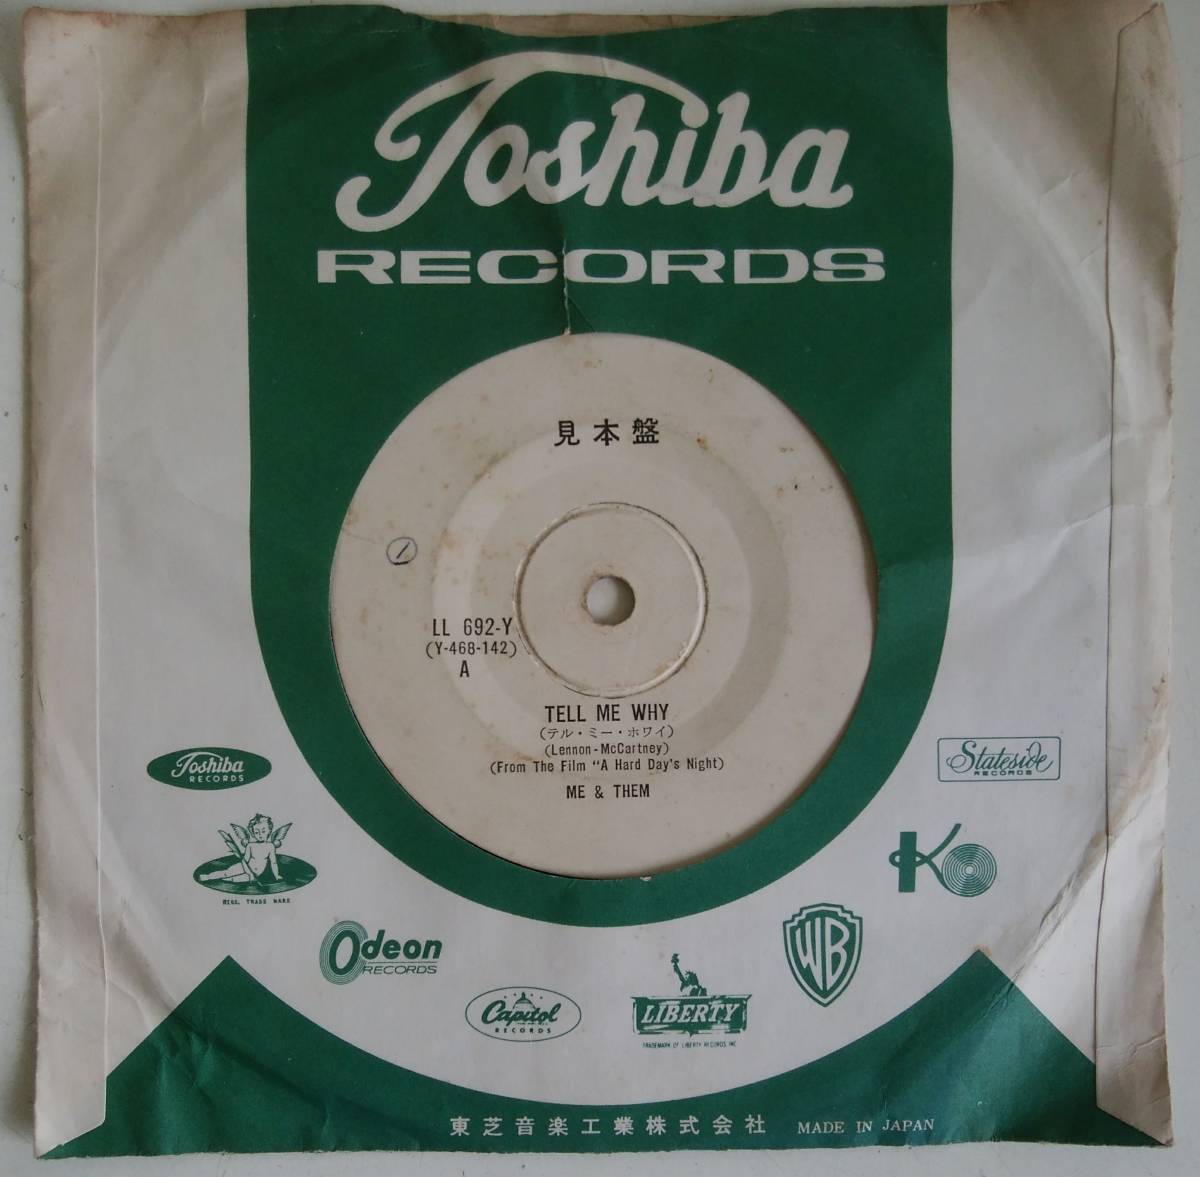 Toshiba
RECORDS
見本盤
1
LL 692-Y
(Y-468-142)
A
TELL ME WHY
(テル・ミー・ホワイ)
(Lennon-McCartney)
(From The Film "A Hard Day's Night)
ME & THEM
Toshiba
RECORDS
Stateside
RECORDS
REGS. TRADE MARK
K
Odeon
RECORDS
WB
Capitol
RECORDS
LIBERTY
TRADEMARK OF LIBERTY RECORDS INC
東芝音楽工業株式会社 MADE IN JAPAN